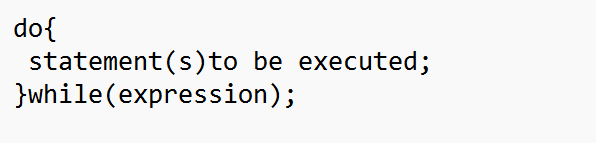 do{
 statement(s)to be executed;
}while(expression);